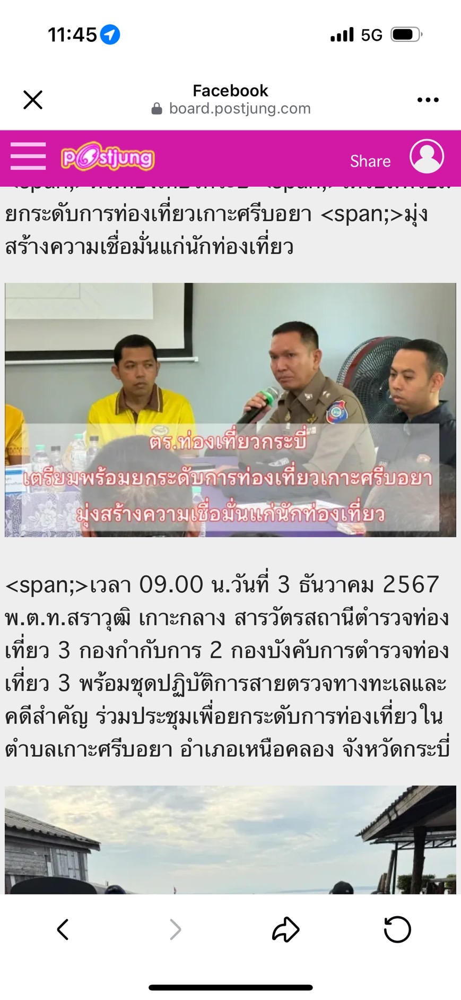 11:45
5G
Facebook
board.postjung.com
postjung
Share
ยกระดับการท่องเที่ยวเกาะศรีบอยา <span;>มุ่ง
สร้างความเชื่อมั่นแก่นักท่องเที่ยว
ตร.ท่องเที่ยวกระบี่
เตรียมพร้อมยกระดับการท่องเที่ยวเกาะศรีบอยา
มุ่งสร้างความเชื่อมั่นแก่นักท่องเที่ยว
<span;>เวลา 09.00 น.วันที่ 3 ธันวาคม 2567
พ.ต.ท.สราวุฒิ เกาะกลาง สารวัตรสถานีตำรวจท่อง
เที่ยว 3 กองกำกับการ 2 กองบังคับการตำรวจท่อง
เที่ยว 3 พร้อมชุดปฏิบัติการสายตรวจทางทะเลและ
คดีสำคัญ ร่วมประชุมเพื่อยกระดับการท่องเที่ยวใน
ตำบลเกาะศรีบอยา อำเภอเหนือคลอง จังหวัดกระบี่